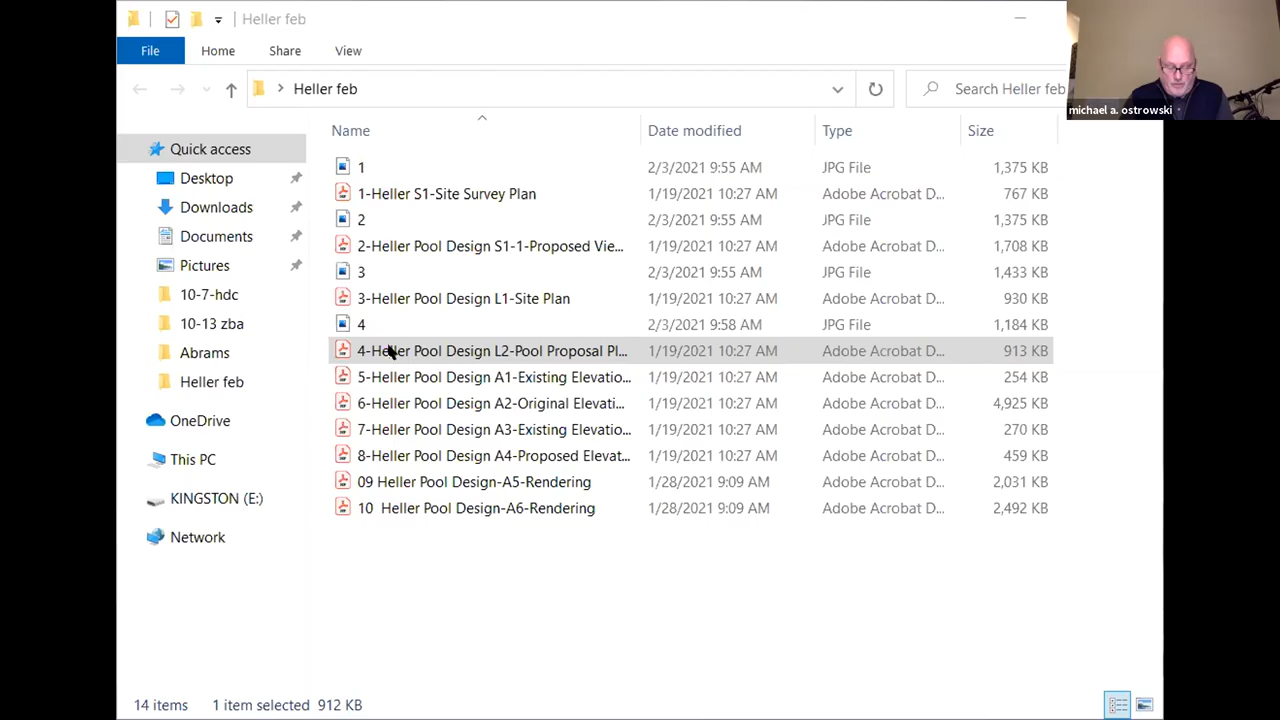 Heller feb
File Home Share View
Heller feb Search Heller feb
michael a. ostrowski
Name Date modified Type Size
Quick access
Desktop
Downloads
Documents
Pictures
10-7-hdc
10-13 zba
Abrams
Heller feb
OneDrive
This PC
KINGSTON (E:)
Network
1 2/3/2021 9:55 AM JPG File 1,375 KB
1-Heller S1-Site Survey Plan 1/19/2021 10:27 AM Adobe Acrobat D... 767 KB
2 2/3/2021 9:55 AM JPG File 1,375 KB
2-Heller Pool Design S1-1-Proposed Vie... 1/19/2021 10:27 AM Adobe Acrobat D... 1,708 KB
3 2/3/2021 9:55 AM JPG File 1,433 KB
3-Heller Pool Design L1-Site Plan 1/19/2021 10:27 AM Adobe Acrobat D... 930 KB
4 2/3/2021 9:58 AM JPG File 1,184 KB
4-Heller Pool Design L2-Pool Proposal Pl... 1/19/2021 10:27 AM Adobe Acrobat D... 913 KB
5-Heller Pool Design A1-Existing Elevatio... 1/19/2021 10:27 AM Adobe Acrobat D... 254 KB
6-Heller Pool Design A2-Original Elevati... 1/19/2021 10:27 AM Adobe Acrobat D... 4,925 KB
7-Heller Pool Design A3-Existing Elevatio... 1/19/2021 10:27 AM Adobe Acrobat D... 270 KB
8-Heller Pool Design A4-Proposed Elevat... 1/19/2021 10:27 AM Adobe Acrobat D... 459 KB
09 Heller Pool Design-A5-Rendering 1/28/2021 9:09 AM Adobe Acrobat D... 2,031 KB
10 Heller Pool Design-A6-Rendering 1/28/2021 9:09 AM Adobe Acrobat D... 2,492 KB
14 items 1 item selected 912 KB